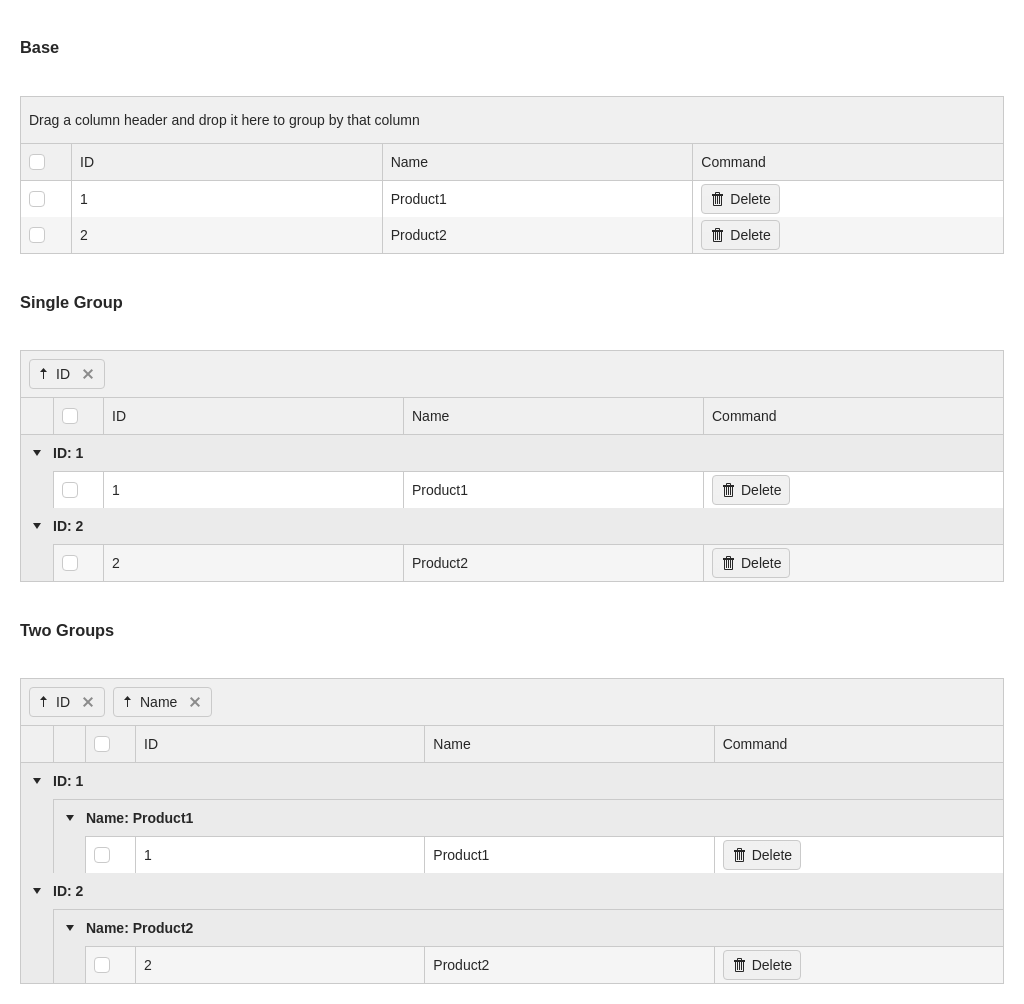 Base
Drag a column header and drop it here to group by that column
ID Name Command
1 Product1 Delete
2 Product2 Delete
Single Group
ID
ID Name Command
ID: 1
1 Product1 Delete
ID: 2
2 Product2 Delete
Two Groups
ID Name
ID Name Command
ID: 1
Name: Product1
1 Product1 Delete
ID: 2
Name: Product2
2 Product2 Delete